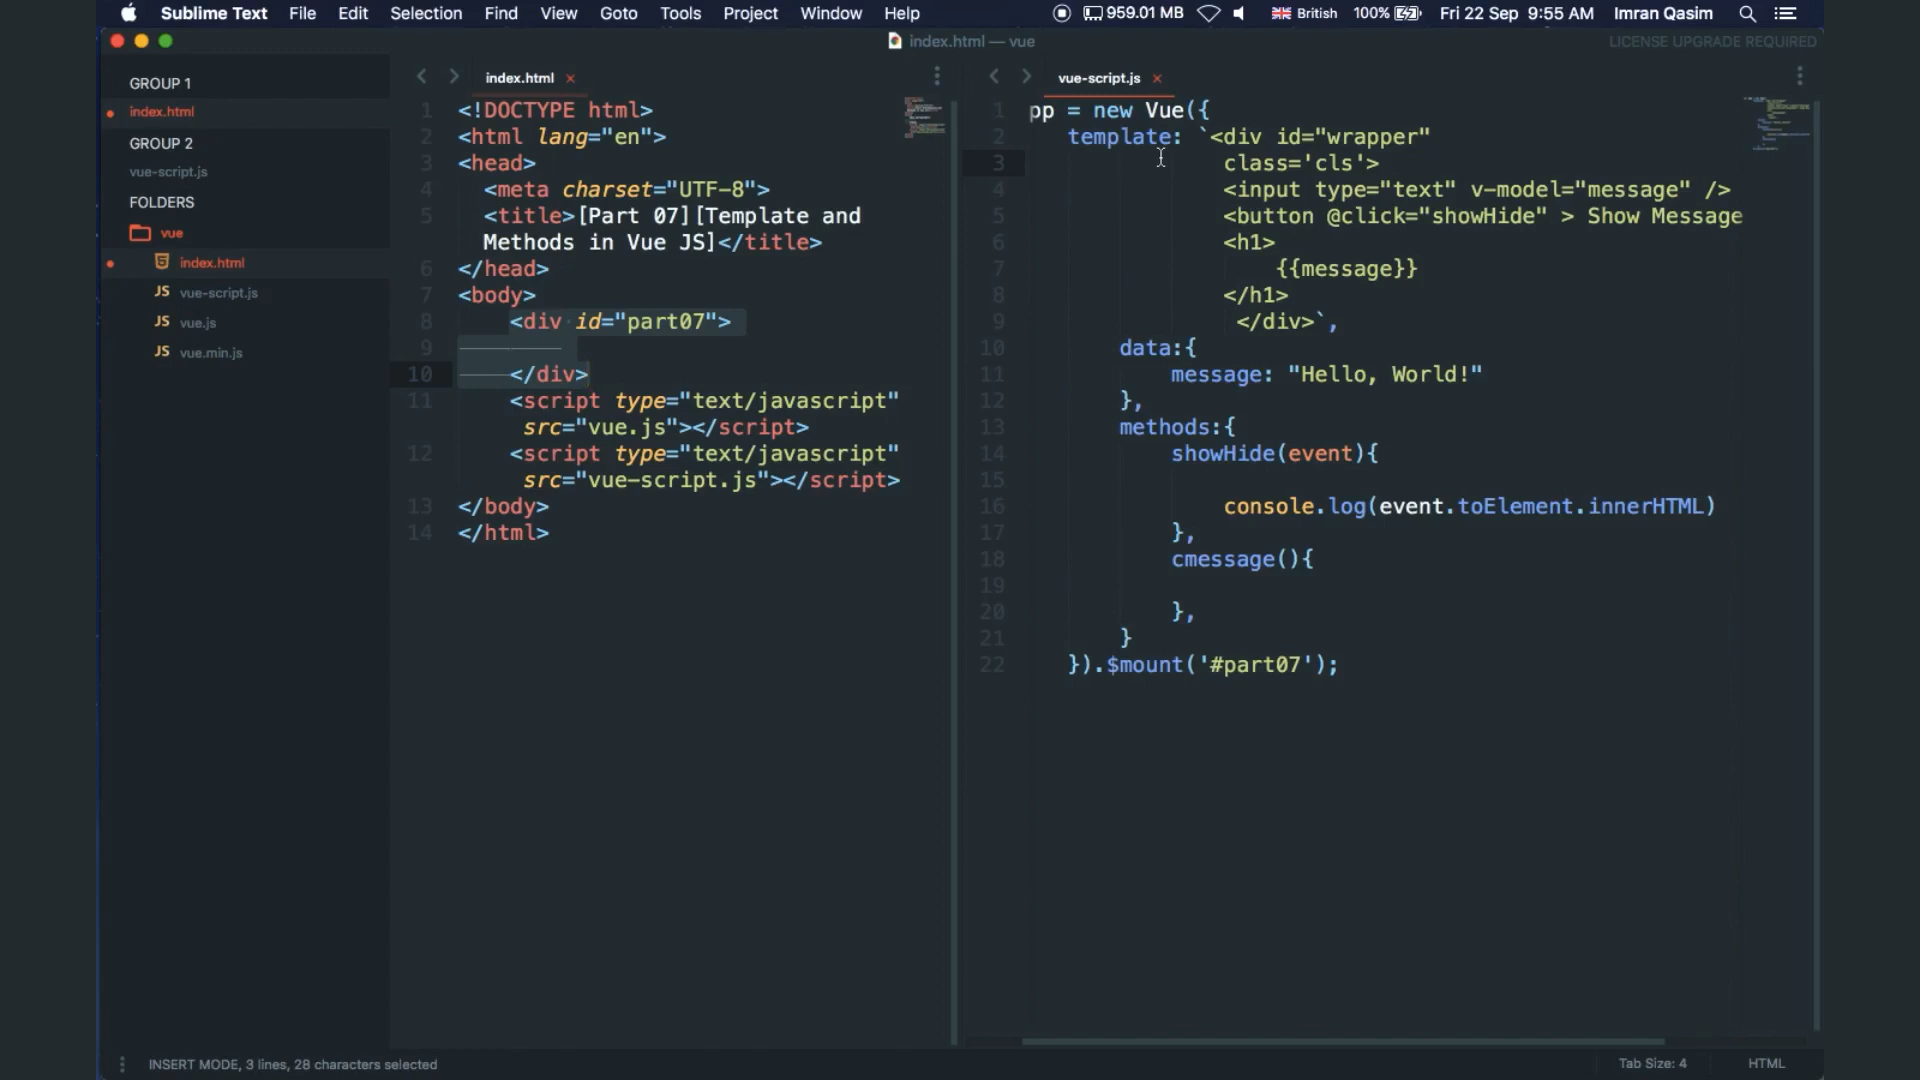 Sublime Text File Edit Selection Find View Goto Tools Project Window Help 959.01 MB British 100% Fri 22 Sep 9:55 AM Imran Qasim
index.html — vue
LICENSE UPGRADE REQUIRED
GROUP 1
index.html
GROUP 2
vue-script.js
FOLDERS
vue
index.html
JS vue-script.js
JS vue.js
JS vue.min.js
index.html ×
1 <!DOCTYPE html>
2 <html lang="en">
3 <head>
4 <meta charset="UTF-8">
5 <title>[Part 07][Template and
Methods in Vue JS]</title>
6 </head>
7 <body>
8 <div id="part07">
9
10 </div>
11 <script type="text/javascript"
src="vue.js"></script>
12 <script type="text/javascript"
src="vue-script.js"></script>
13 </body>
14 </html>
vue-script.js ×
1 pp = new Vue({
2 template: `<div id="wrapper"
3 class='cls'>
4 <input type="text" v-model="message" />
5 <button @click="showHide" > Show Message
6 <h1>
7 {{message}}
8 </h1>
9 </div>`,
10 data:{
11 message: "Hello, World!"
12 },
13 methods:{
14 showHide(event){
15
16 console.log(event.toElement.innerHTML)
17 },
18 cmessage(){
19
20 },
21 }
22 }).$mount('#part07');
INSERT MODE, 3 lines, 28 characters selected
Tab Size: 4 HTML